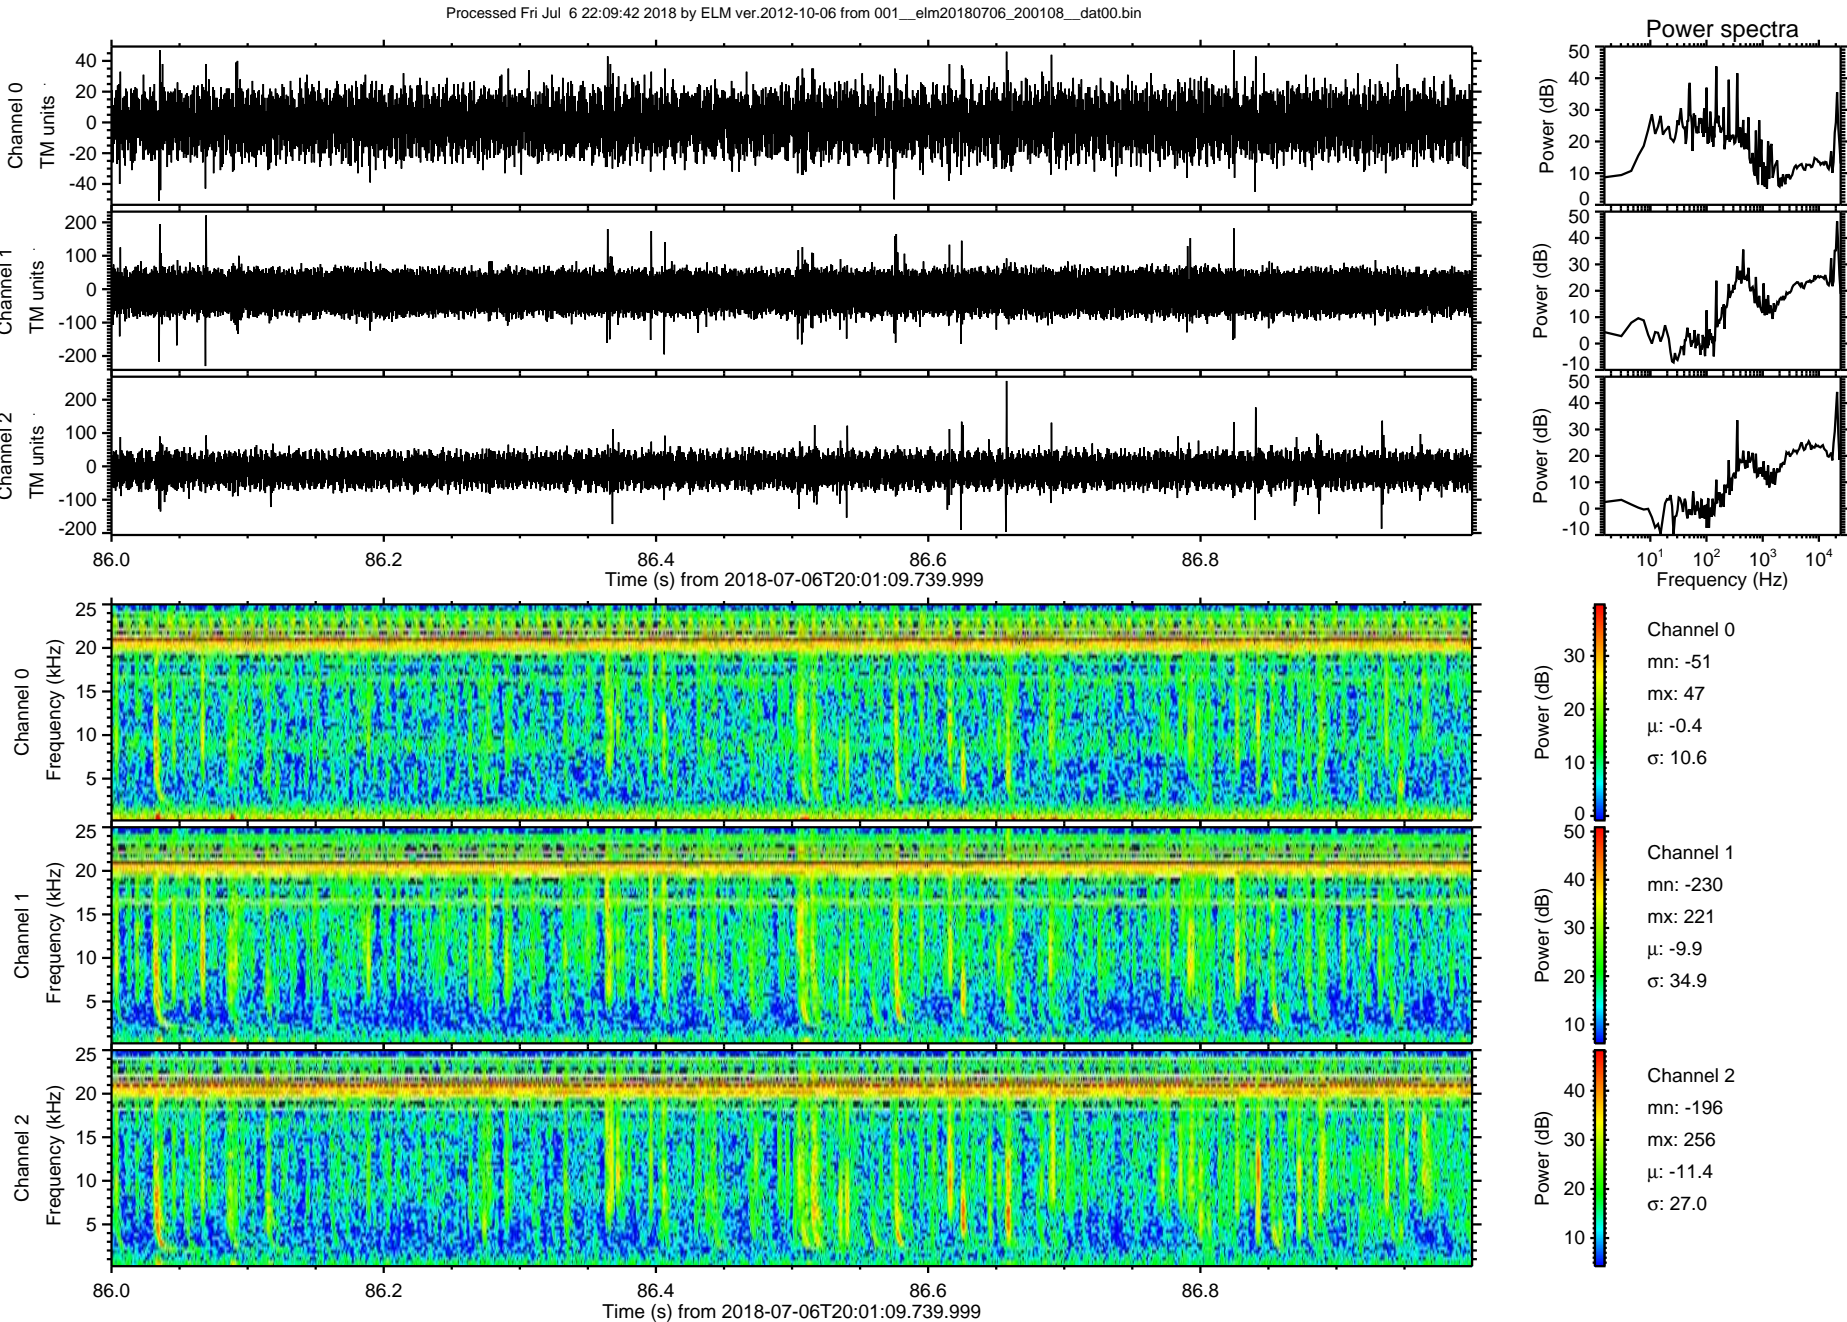 Processed Fri Jul  6 22:09:42 2018 by ELM ver.2012-10-06 from 001__elm20180706_200108__dat00.bin
Power spectra
Channel 0
TM units
40
20
0
-20
-40
Power (dB)
50
40
30
20
10
0
Channel 1
TM units
200
100
0
-100
-200
Power (dB)
50
40
30
20
10
0
-10
Channel 2
TM units
200
100
0
-100
-200
Power (dB)
50
40
30
20
10
0
-10
86.0 86.2 86.4 86.6 86.8
Time (s) from 2018-07-06T20:01:09.739.999
10¹ 10² 10³ 10⁴
Frequency (Hz)
Channel 0
Frequency (kHz)
25
20
15
10
5
Power (dB)
30
20
10
0
Channel 0
mn: -51
mx: 47
μ: -0.4
σ: 10.6
Channel 1
Frequency (kHz)
25
20
15
10
5
Power (dB)
50
40
30
20
10
Channel 1
mn: -230
mx: 221
μ: -9.9
σ: 34.9
Channel 2
Frequency (kHz)
25
20
15
10
5
Power (dB)
40
30
20
10
Channel 2
mn: -196
mx: 256
μ: -11.4
σ: 27.0
86.0 86.2 86.4 86.6 86.8
Time (s) from 2018-07-06T20:01:09.739.999